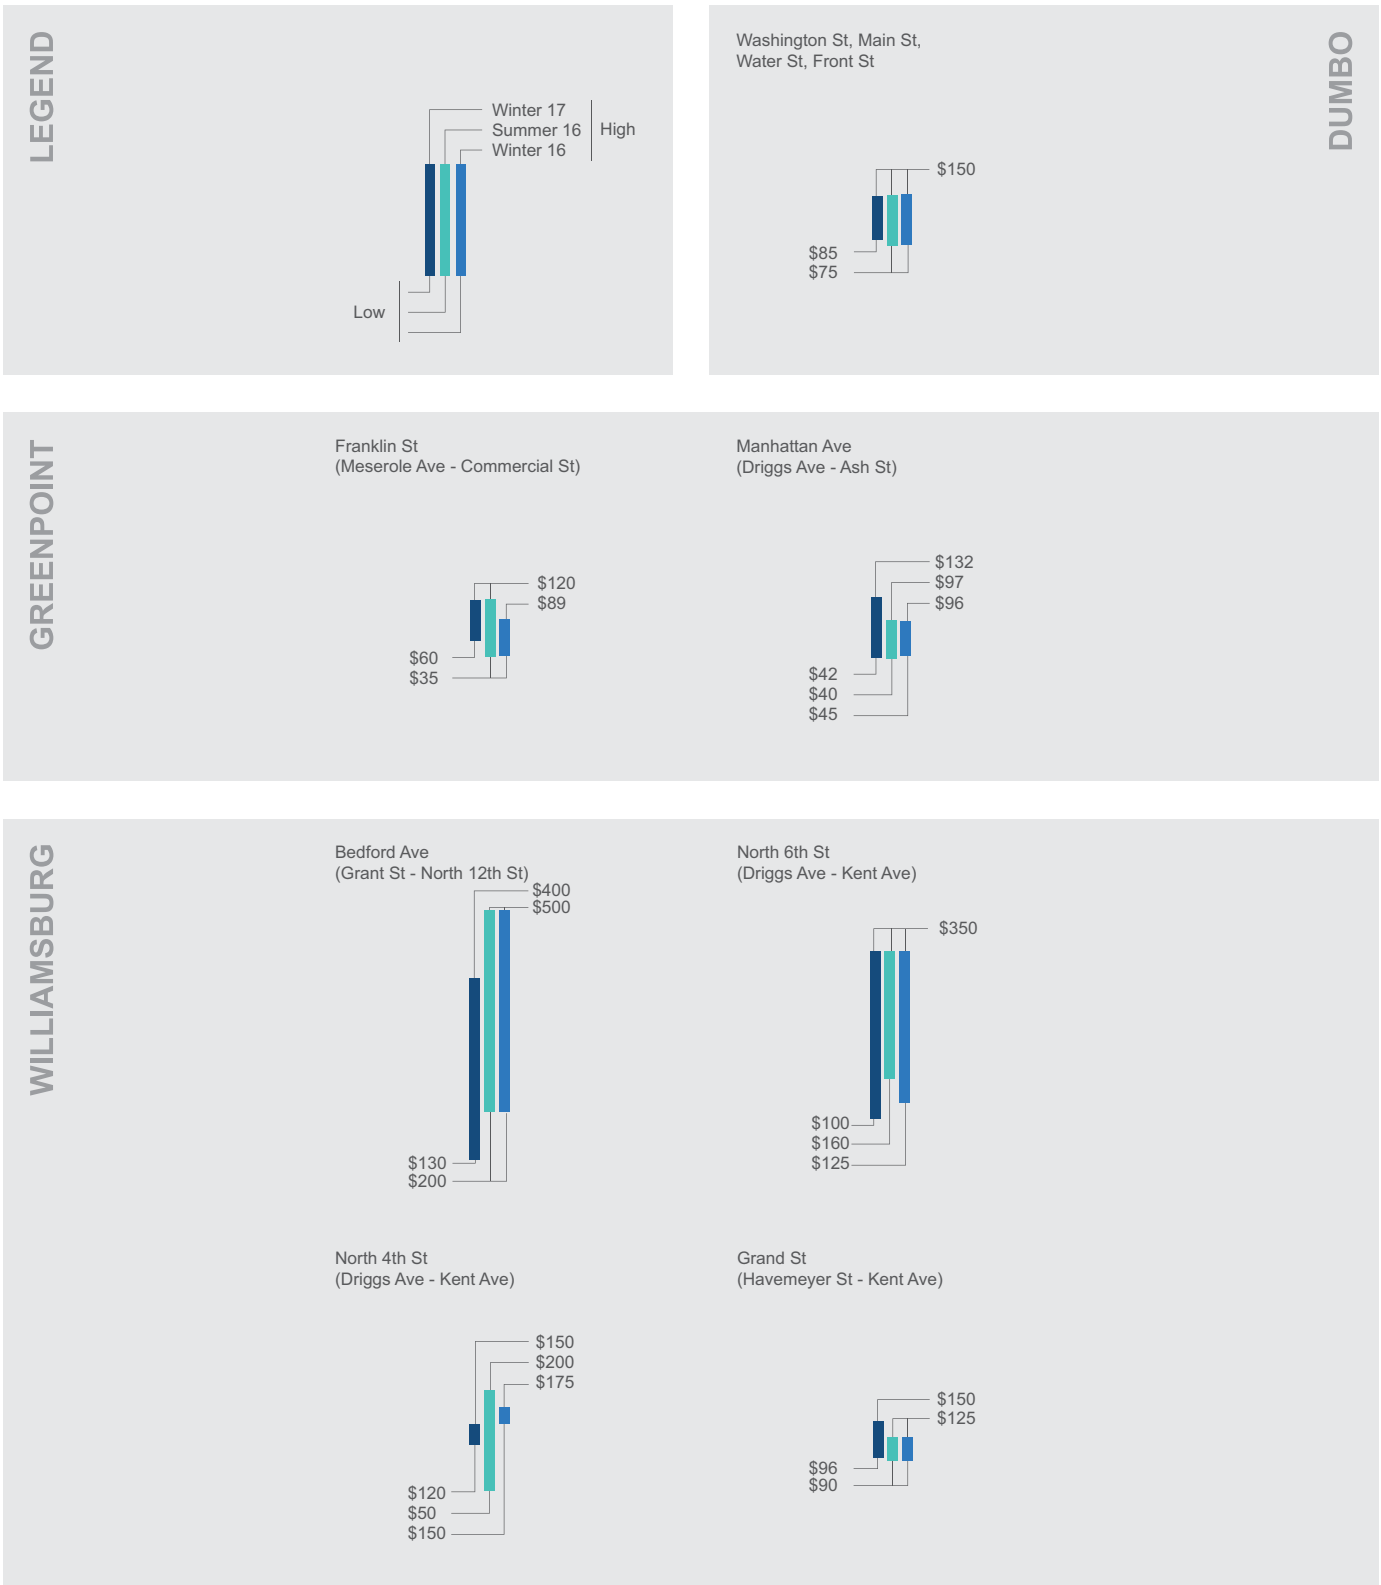 LEGEND
Winter 17
Summer 16
Winter 16
High
Low
Washington St, Main St,
Water St, Front St
DUMBO
$150
$85
$75
GREENPOINT
Franklin St
(Meserole Ave - Commercial St)
$120
$89
$60
$35
Manhattan Ave
(Driggs Ave - Ash St)
$132
$97
$96
$42
$40
$45
WILLIAMSBURG
Bedford Ave
(Grant St - North 12th St)
$400
$500
$130
$200
North 6th St
(Driggs Ave - Kent Ave)
$350
$100
$160
$125
North 4th St
(Driggs Ave - Kent Ave)
$150
$200
$175
$120
$50
$150
Grand St
(Havemeyer St - Kent Ave)
$150
$125
$96
$90